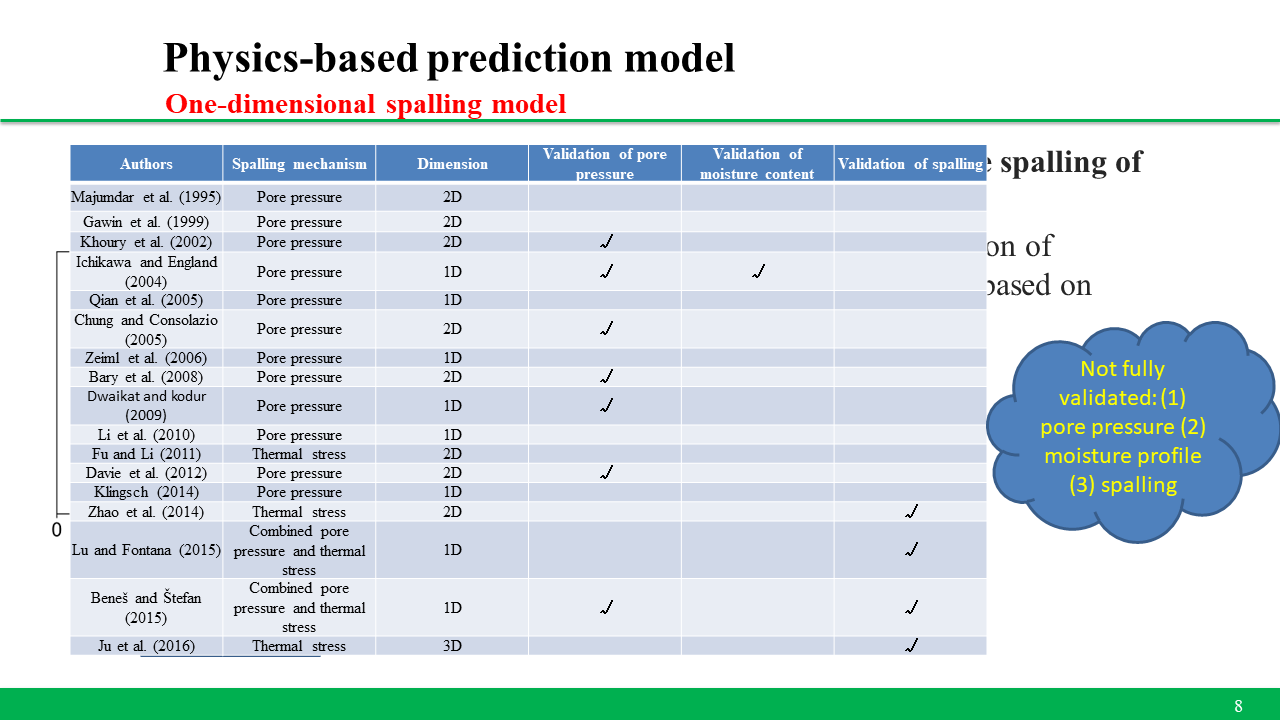 Physics-based prediction model
One-dimensional spalling model
Authors Spalling mechanism Dimension Validation of pore pressure Validation of moisture content Validation of spalling
Majumdar et al. (1995) Pore pressure 2D
Gawin et al. (1999) Pore pressure 2D
Khoury et al. (2002) Pore pressure 2D ✓
Ichikawa and England (2004) Pore pressure 1D ✓ ✓
Qian et al. (2005) Pore pressure 1D
Chung and Consolazio (2005) Pore pressure 2D ✓
Zeiml et al. (2006) Pore pressure 1D
Bary et al. (2008) Pore pressure 2D ✓
Dwaikat and kodur (2009) Pore pressure 1D ✓
Li et al. (2010) Pore pressure 1D
Fu and Li (2011) Thermal stress 2D
Davie et al. (2012) Pore pressure 2D ✓
Klingsch (2014) Pore pressure 1D
Zhao et al. (2014) Thermal stress 2D ✓
Lu and Fontana (2015) Combined pore pressure and thermal stress 1D ✓
Beneš and Štefan (2015) Combined pore pressure and thermal stress 1D ✓ ✓
Ju et al. (2016) Thermal stress 3D ✓
spalling of
on of
based on
Not fully
validated: (1)
pore pressure (2)
moisture profile
(3) spalling
0
8